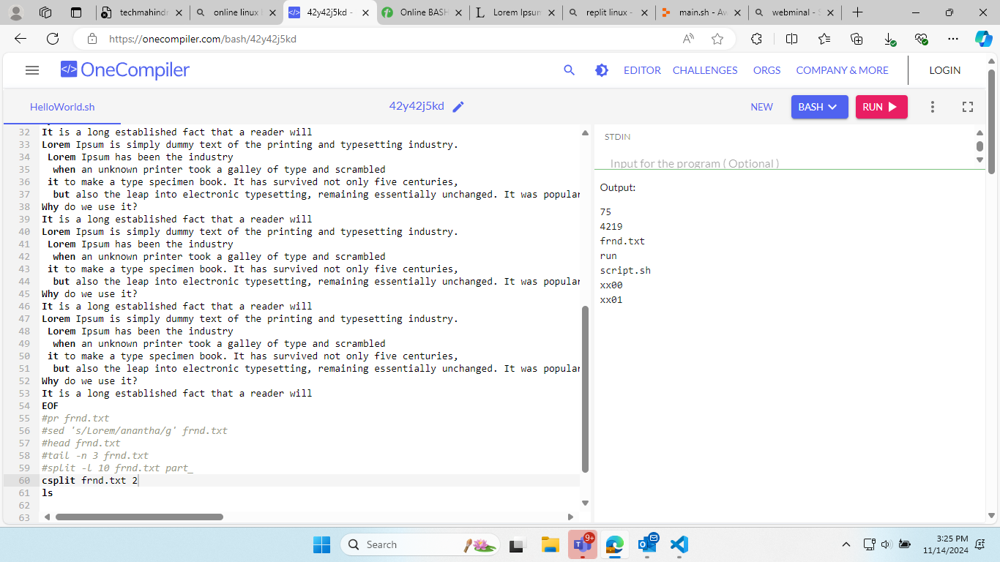 techmahindr
online linux b
42y42j5kd -
Online BASH
Lorem Ipsum
replit linux -
main.sh - Aw
webminal - S
https://onecompiler.com/bash/42y42j5kd
OneCompiler
EDITOR CHALLENGES ORGS COMPANY & MORE LOGIN
HelloWorld.sh
42y42j5kd
NEW BASH RUN
32 It is a long established fact that a reader will
33 Lorem Ipsum is simply dummy text of the printing and typesetting industry.
34 Lorem Ipsum has been the industry
35 when an unknown printer took a galley of type and scrambled
36 it to make a type specimen book. It has survived not only five centuries,
37 but also the leap into electronic typesetting, remaining essentially unchanged. It was popular
38 Why do we use it?
39 It is a long established fact that a reader will
40 Lorem Ipsum is simply dummy text of the printing and typesetting industry.
41 Lorem Ipsum has been the industry
42 when an unknown printer took a galley of type and scrambled
43 it to make a type specimen book. It has survived not only five centuries,
44 but also the leap into electronic typesetting, remaining essentially unchanged. It was popular
45 Why do we use it?
46 It is a long established fact that a reader will
47 Lorem Ipsum is simply dummy text of the printing and typesetting industry.
48 Lorem Ipsum has been the industry
49 when an unknown printer took a galley of type and scrambled
50 it to make a type specimen book. It has survived not only five centuries,
51 but also the leap into electronic typesetting, remaining essentially unchanged. It was popular
52 Why do we use it?
53 It is a long established fact that a reader will
54 EOF
55 #pr frnd.txt
56 #sed 's/Lorem/anantha/g' frnd.txt
57 #head frnd.txt
58 #tail -n 3 frnd.txt
59 #split -l 10 frnd.txt part_
60 csplit frnd.txt 2
61 ls
62
63
STDIN
Input for the program ( Optional )
Output:
75
4219
frnd.txt
run
script.sh
xx00
xx01
Search
9+
3:25 PM
11/14/2024